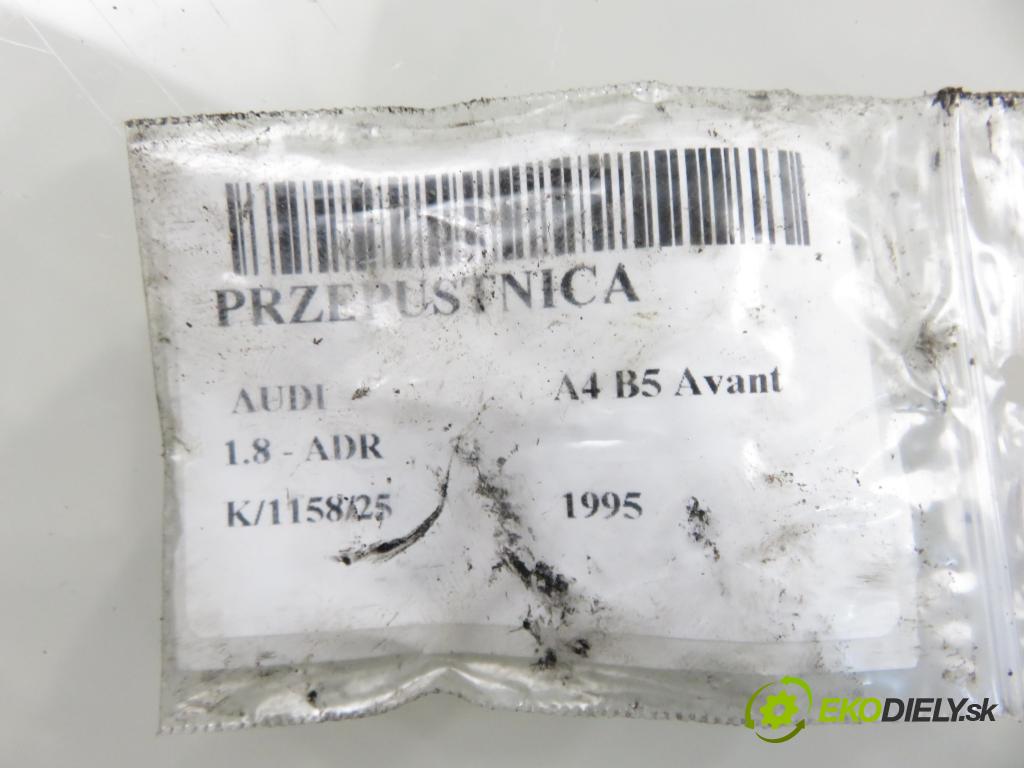 PRZEPUSTNICA
AUDI A4 B5 Avant
1.8 - ADR
K/1158/25 1995
EKODIELY.sk